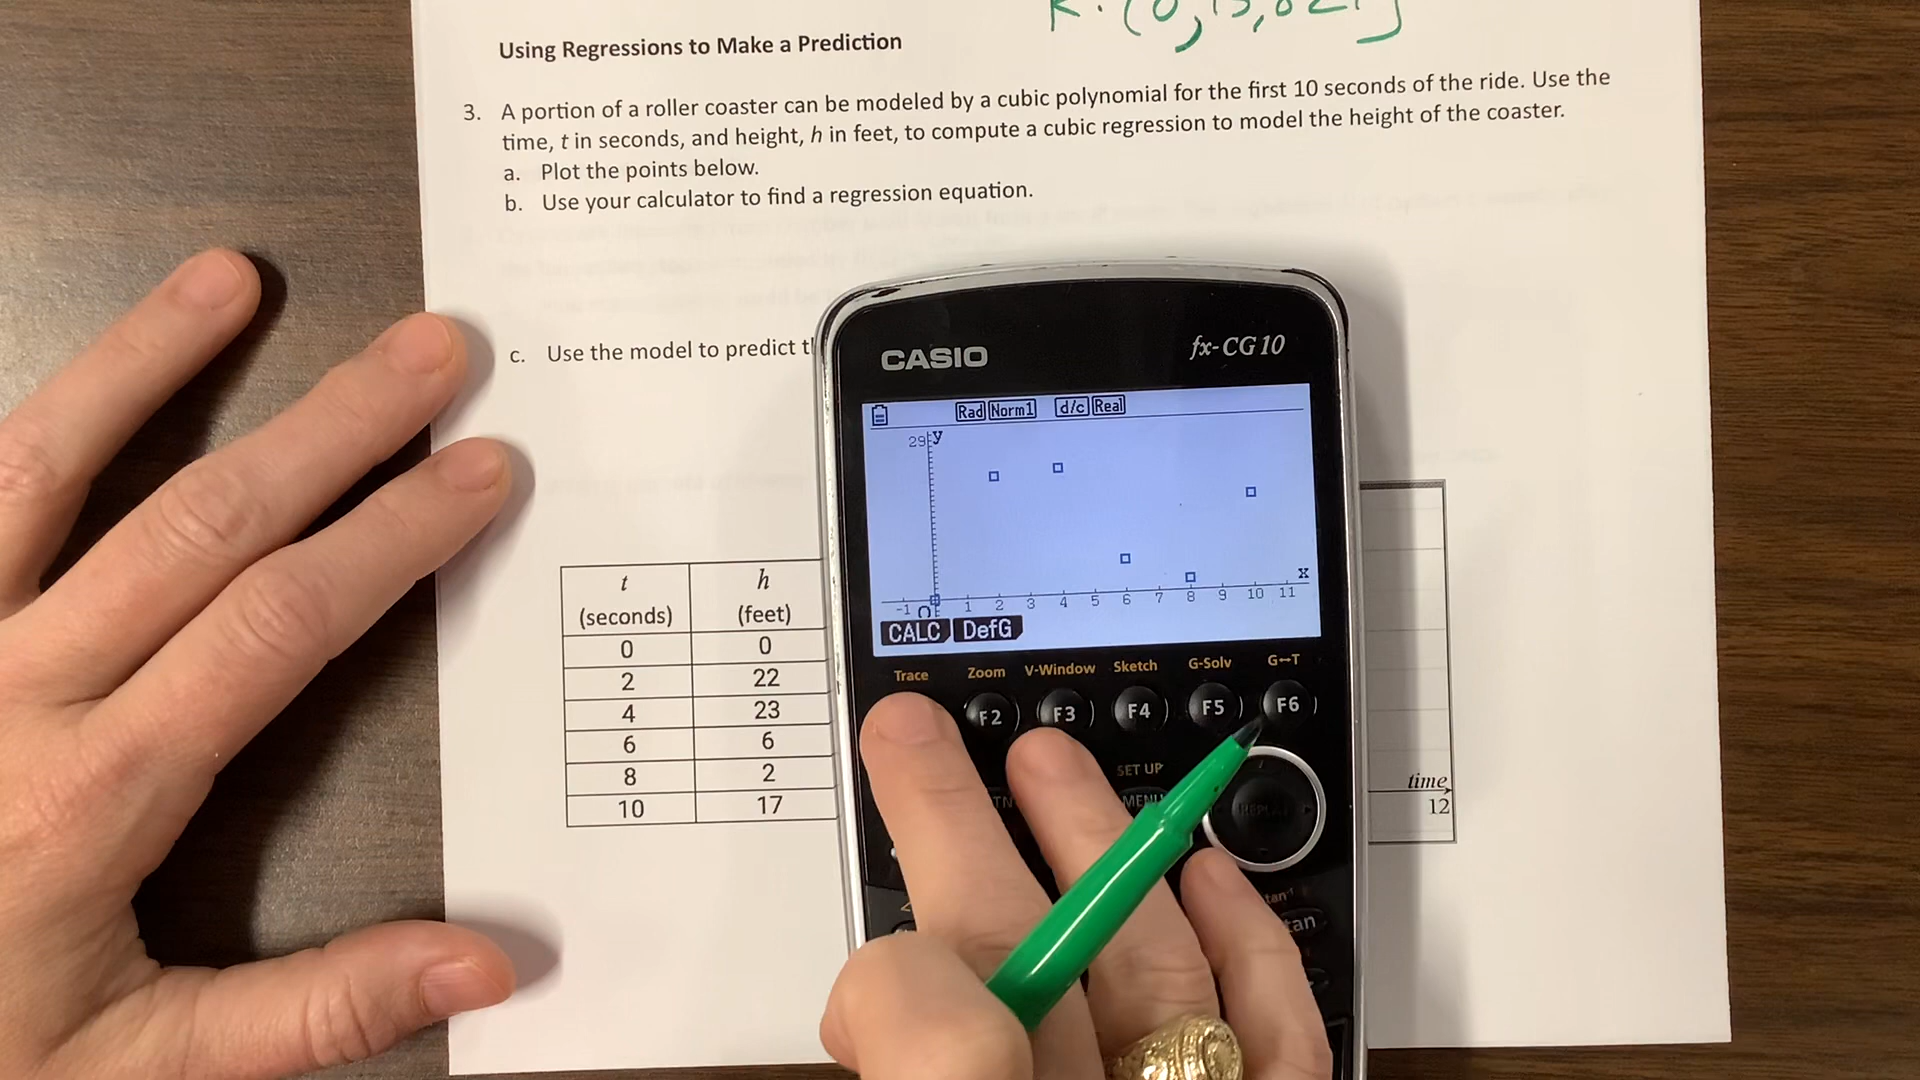 Using Regressions to Make a Prediction
3. A portion of a roller coaster can be modeled by a cubic polynomial for the first 10 seconds of the ride. Use the
time, t in seconds, and height, h in feet, to compute a cubic regression to model the height of the coaster.
a. Plot the points below.
b. Use your calculator to find a regression equation.
c. Use the model to predict
CASIO
fx-CG10
Rad Norm1 d/c Real
29 y
x
-1 O 1 2 3 4 5 6 7 8 9 10 11
CALC DefG
Trace Zoom V-Window Sketch G-Solv G↔T
F2 F3 F4 F5 F6
SET UP
MENU
tan⁻¹
tan
t h
(seconds) (feet)
0 0
2 22
4 23
6 6
8 2
10 17
time
12